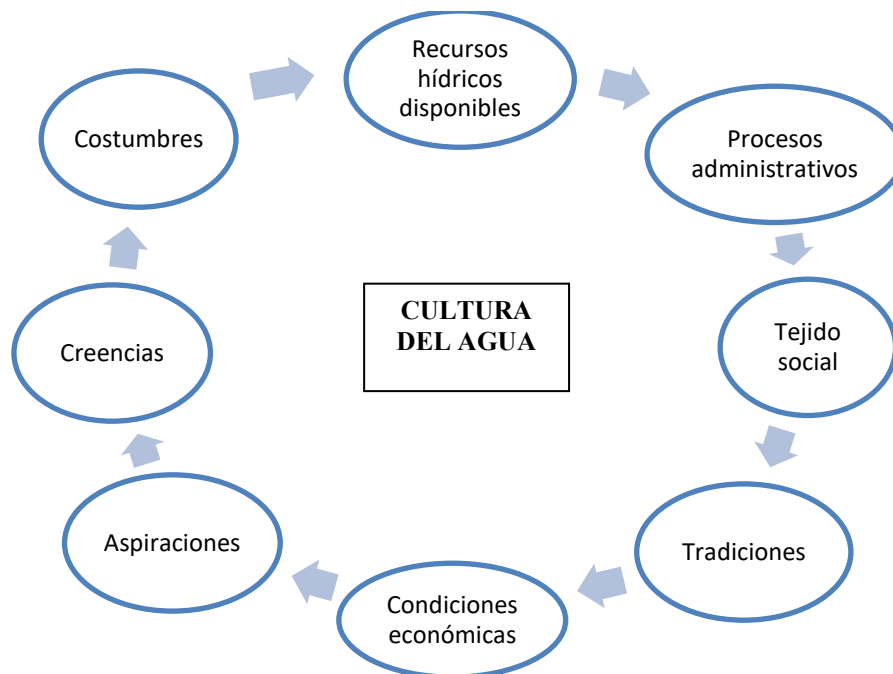 Recursos
hídricos
disponibles
Procesos
administrativos
Tejido
social
Tradiciones
Condiciones
económicas
Aspiraciones
Creencias
Costumbres
CULTURA
DEL AGUA